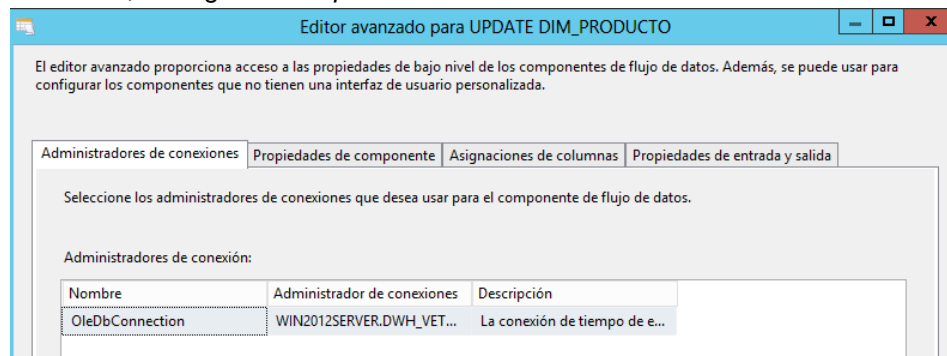 Editor avanzado para UPDATE DIM_PRODUCTO
El editor avanzado proporciona acceso a las propiedades de bajo nivel de los componentes de flujo de datos. Además, se puede usar para
configurar los componentes que no tienen una interfaz de usuario personalizada.
Administradores de conexiones Propiedades de componente Asignaciones de columnas Propiedades de entrada y salida
Seleccione los administradores de conexiones que desea usar para el componente de flujo de datos.
Administradores de conexión:
Nombre Administrador de conexiones Descripción
OleDbConnection WIN2012SERVER.DWH_VET... La conexión de tiempo de e...